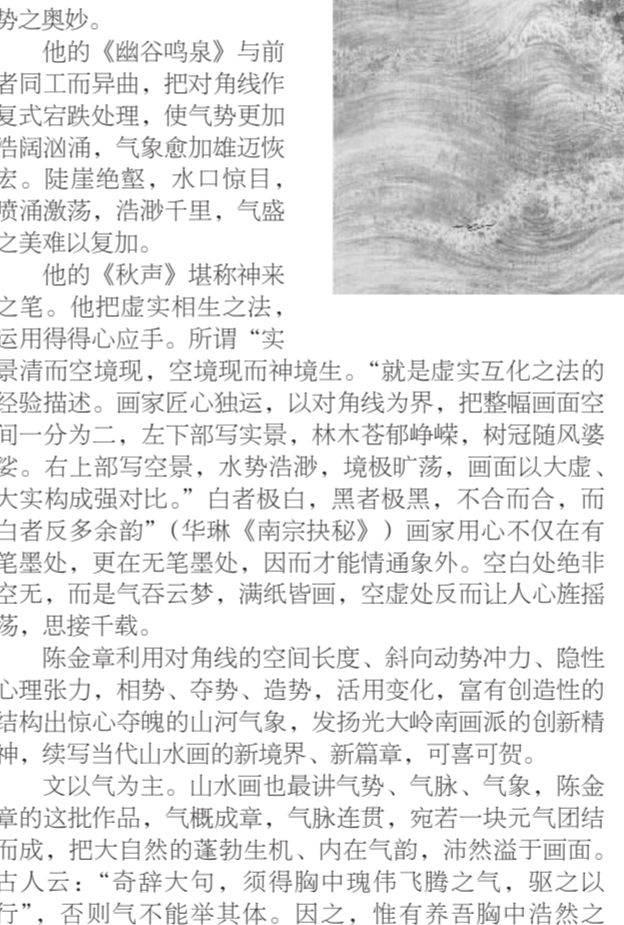 势之奥妙。
他的《幽谷鸣泉》与前
者同工而异曲，把对角线作
复式宕跌处理，使气势更加
浩阔汹涌，气象愈加雄迈恢
宏。陡崖绝壑，水口惊目，
喷涌激荡，浩渺千里，气盛
之美难以复加。
他的《秋声》堪称神来
之笔。他把虚实相生之法，
运用得得心应手。所谓“实
景清而空境现，空境现而神境生。“就是虚实互化之法的
经验描述。画家匠心独运，以对角线为界，把整幅画面空
间一分为二，左下部写实景，林木苍郁峥嵘，树冠随风婆
娑。右上部写空景，水势浩渺，境极旷荡，画面以大虚、
大实构成强对比。”白者极白，黑者极黑，不合而合，而
白者反多余韵”（华琳《南宗抉秘》）画家用心不仅在有
笔墨处，更在无笔墨处，因而才能情通象外。空白处绝非
空无，而是气吞云梦，满纸皆画，空虚处反而让人心旌摇
荡，思接千载。
陈金章利用对角线的空间长度、斜向动势冲力、隐性
心理张力，相势、夺势、造势，活用变化，富有创造性的
结构出惊心夺魄的山河气象，发扬光大岭南画派的创新精
神，续写当代山水画的新境界、新篇章，可喜可贺。
文以气为主。山水画也最讲气势、气脉、气象，陈金
章的这批作品，气概成章，气脉连贯，宛若一块元气团结
而成，把大自然的蓬勃生机、内在气韵，沛然溢于画面。
古人云：“奇辞大句，须得胸中瑰伟飞腾之气，驱之以
行”，否则气不能举其体。因之，惟有养吾胸中浩然之